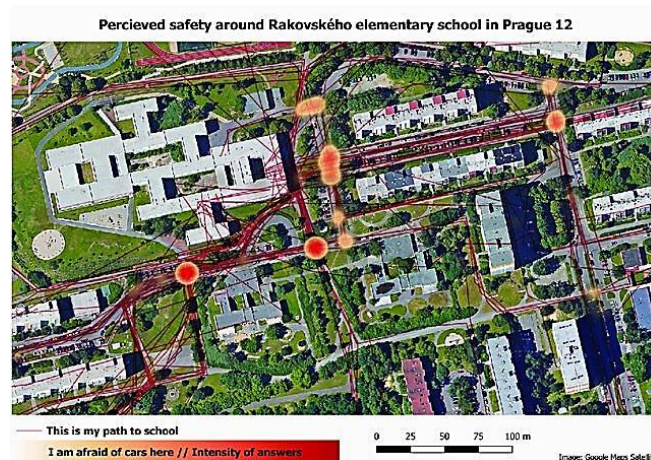 Percieved safety around Rakovského elementary school in Prague 12
This is my path to school
I am afraid of cars here // Intensity of answers
0 25 50 75 100 m
Image: Google Maps Satelli